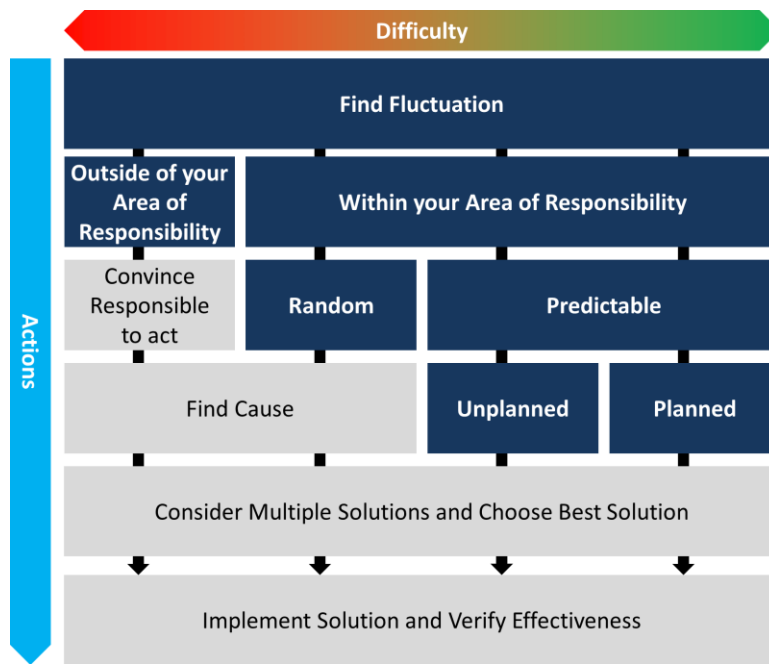 Difficulty
Actions
Find Fluctuation
Outside of your
Area of
Responsibility
Within your Area of Responsibility
Convince
Responsible
to act
Random
Predictable
Find Cause
Unplanned
Planned
Consider Multiple Solutions and Choose Best Solution
Implement Solution and Verify Effectiveness